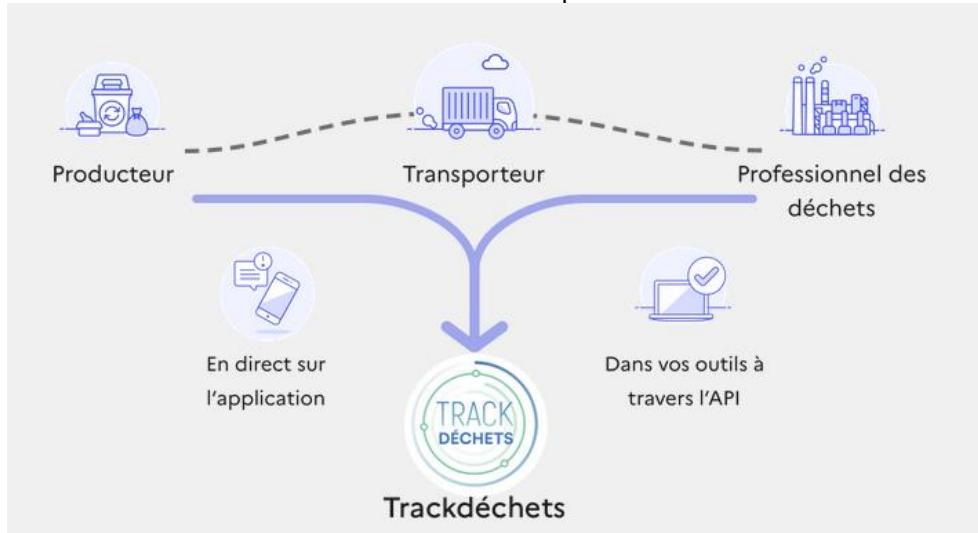 Producteur
Transporteur
Professionnel des
déchets
En direct sur
l'application
Dans vos outils à
travers l'API
TRACK
DÉCHETS
Trackdéchets